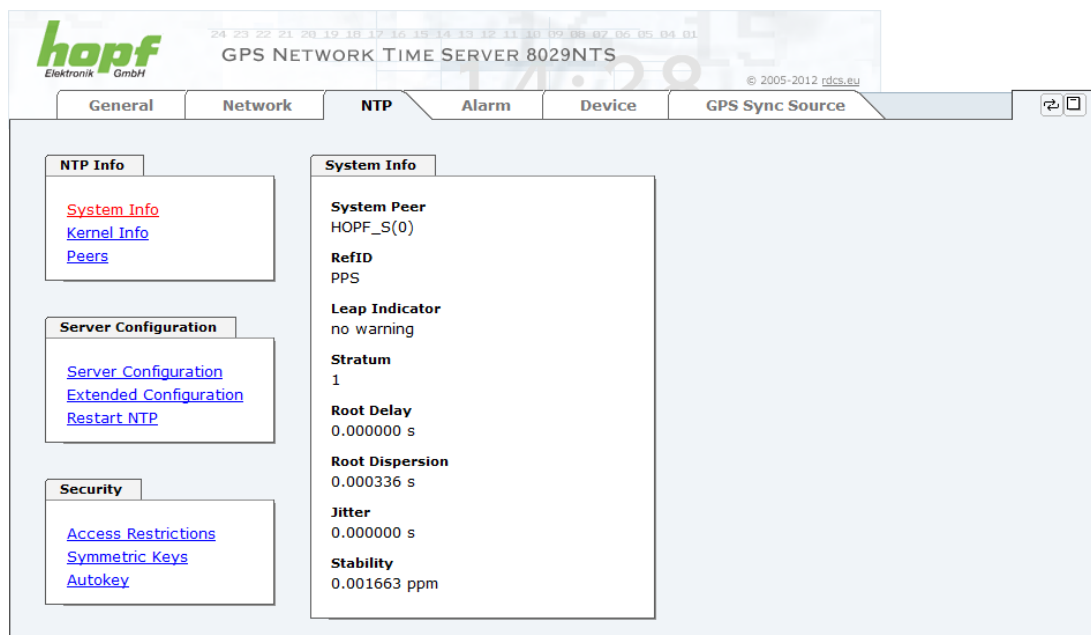 hopf
Elektronik GmbH
24 23 22 21 20 19 18 17 16 15 14 13 12 11 10 09 08 07 06 05 04 01
GPS NETWORK TIME SERVER 8029NTS
14:28
© 2005-2012 rdcs.eu
General Network NTP Alarm Device GPS Sync Source
NTP Info
System Info
Kernel Info
Peers
Server Configuration
Server Configuration
Extended Configuration
Restart NTP
Security
Access Restrictions
Symmetric Keys
Autokey
System Info
System Peer
HOPF_S(0)
RefID
PPS
Leap Indicator
no warning
Stratum
1
Root Delay
0.000000 s
Root Dispersion
0.000336 s
Jitter
0.000000 s
Stability
0.001663 ppm